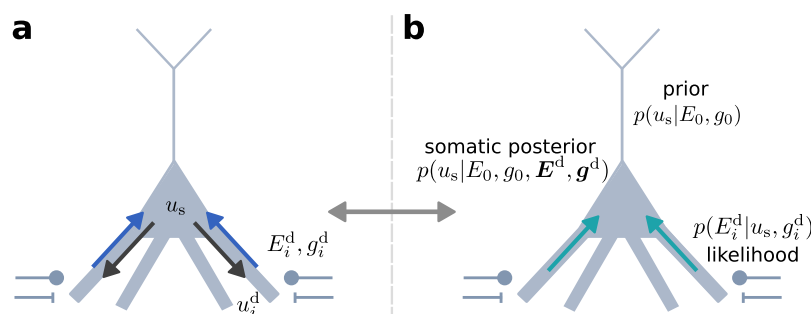 a
b
prior
p(uₛ|E₀, g₀)
somatic posterior
p(uₛ|E₀, g₀, Eᵈ, gᵈ)
uₛ
Eᵢᵈ, gᵢᵈ
p(Eᵢᵈ|uₛ, gᵢᵈ)
likelihood
uᵢᵈ